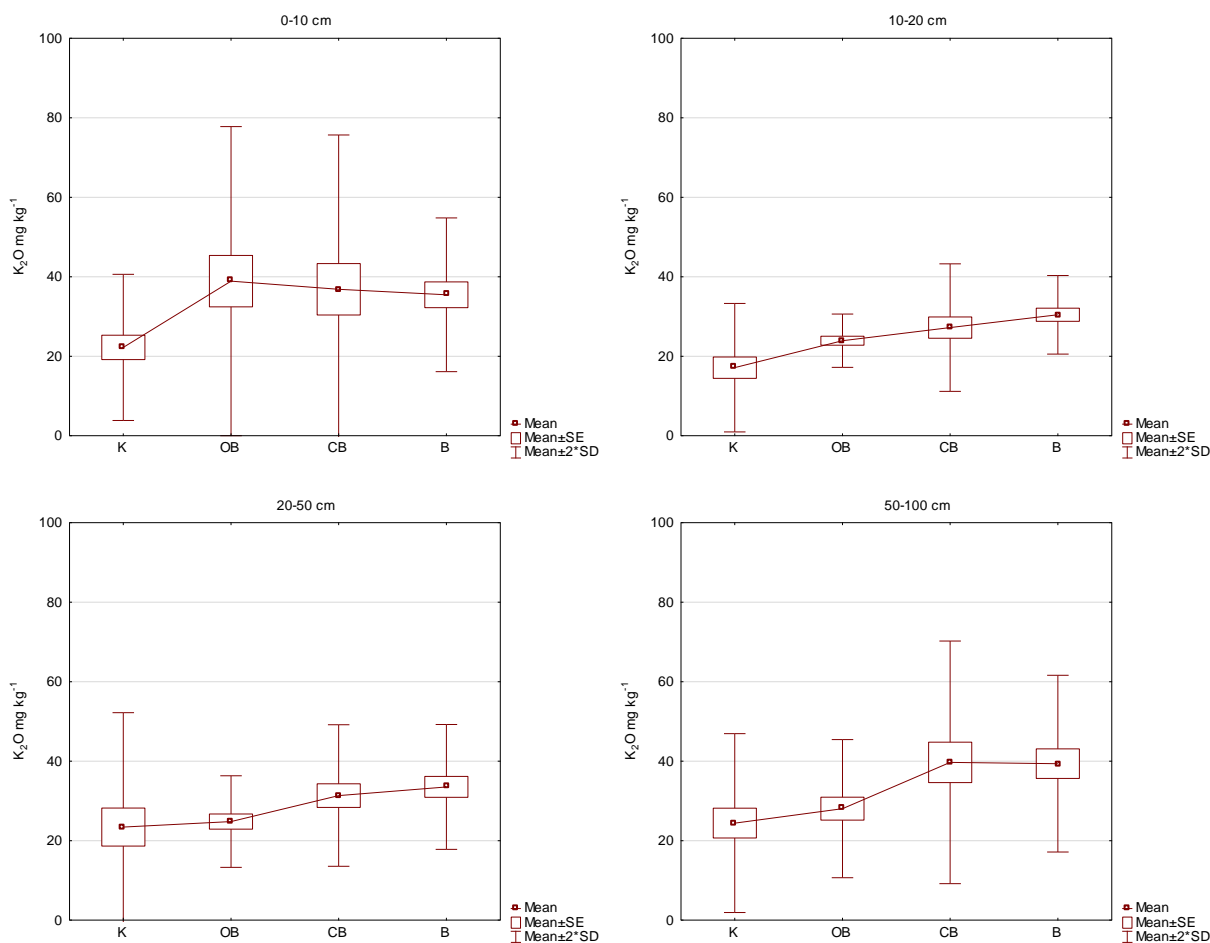 0-10 cm
100
80
60
40
20
0
K₂O mg kg⁻¹
K OB CB B
Mean
Mean±SE
Mean±2*SD
10-20 cm
100
80
60
40
20
0
K₂O mg kg⁻¹
K OB CB B
Mean
Mean±SE
Mean±2*SD
20-50 cm
100
80
60
40
20
0
K₂O mg kg⁻¹
K OB CB B
Mean
Mean±SE
Mean±2*SD
50-100 cm
100
80
60
40
20
0
K₂O mg kg⁻¹
K OB CB B
Mean
Mean±SE
Mean±2*SD